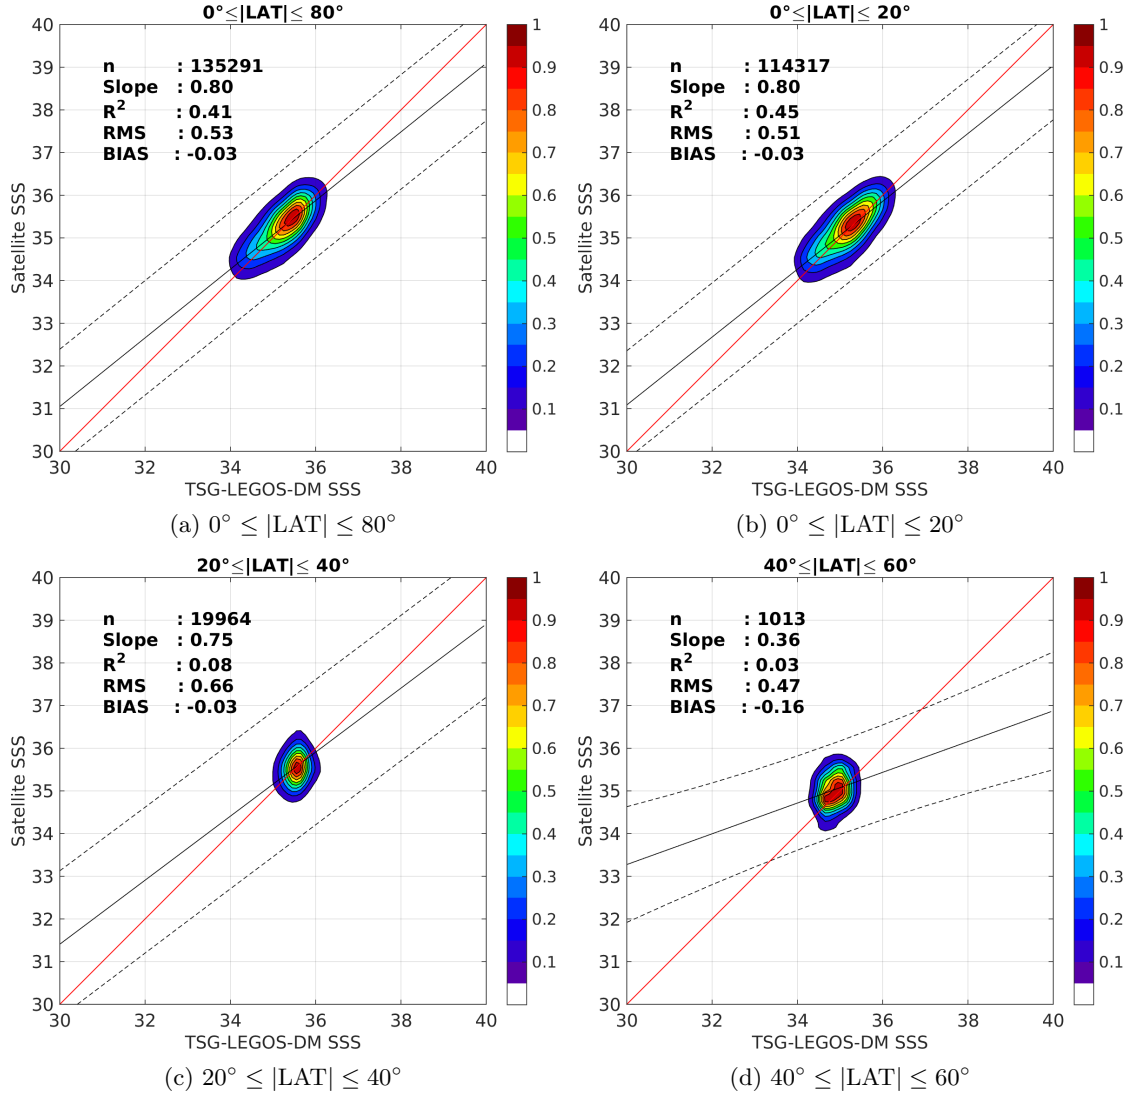 0°≤|LAT|≤ 80°
n : 135291
Slope : 0.80
R² : 0.41
RMS : 0.53
BIAS : -0.03
Satellite SSS
40
39
38
37
36
35
34
33
32
31
30
30 32 34 36 38 40
TSG-LEGOS-DM SSS
1
0.9
0.8
0.7
0.6
0.5
0.4
0.3
0.2
0.1
(a) 0° ≤ |LAT| ≤ 80°
0°≤|LAT|≤ 20°
n : 114317
Slope : 0.80
R² : 0.45
RMS : 0.51
BIAS : -0.03
Satellite SSS
40
39
38
37
36
35
34
33
32
31
30
30 32 34 36 38 40
TSG-LEGOS-DM SSS
1
0.9
0.8
0.7
0.6
0.5
0.4
0.3
0.2
0.1
(b) 0° ≤ |LAT| ≤ 20°
20°≤|LAT|≤ 40°
n : 19964
Slope : 0.75
R² : 0.08
RMS : 0.66
BIAS : -0.03
Satellite SSS
40
39
38
37
36
35
34
33
32
31
30
30 32 34 36 38 40
TSG-LEGOS-DM SSS
1
0.9
0.8
0.7
0.6
0.5
0.4
0.3
0.2
0.1
(c) 20° ≤ |LAT| ≤ 40°
40°≤|LAT|≤ 60°
n : 1013
Slope : 0.36
R² : 0.03
RMS : 0.47
BIAS : -0.16
Satellite SSS
40
39
38
37
36
35
34
33
32
31
30
30 32 34 36 38 40
TSG-LEGOS-DM SSS
1
0.9
0.8
0.7
0.6
0.5
0.4
0.3
0.2
0.1
(d) 40° ≤ |LAT| ≤ 60°